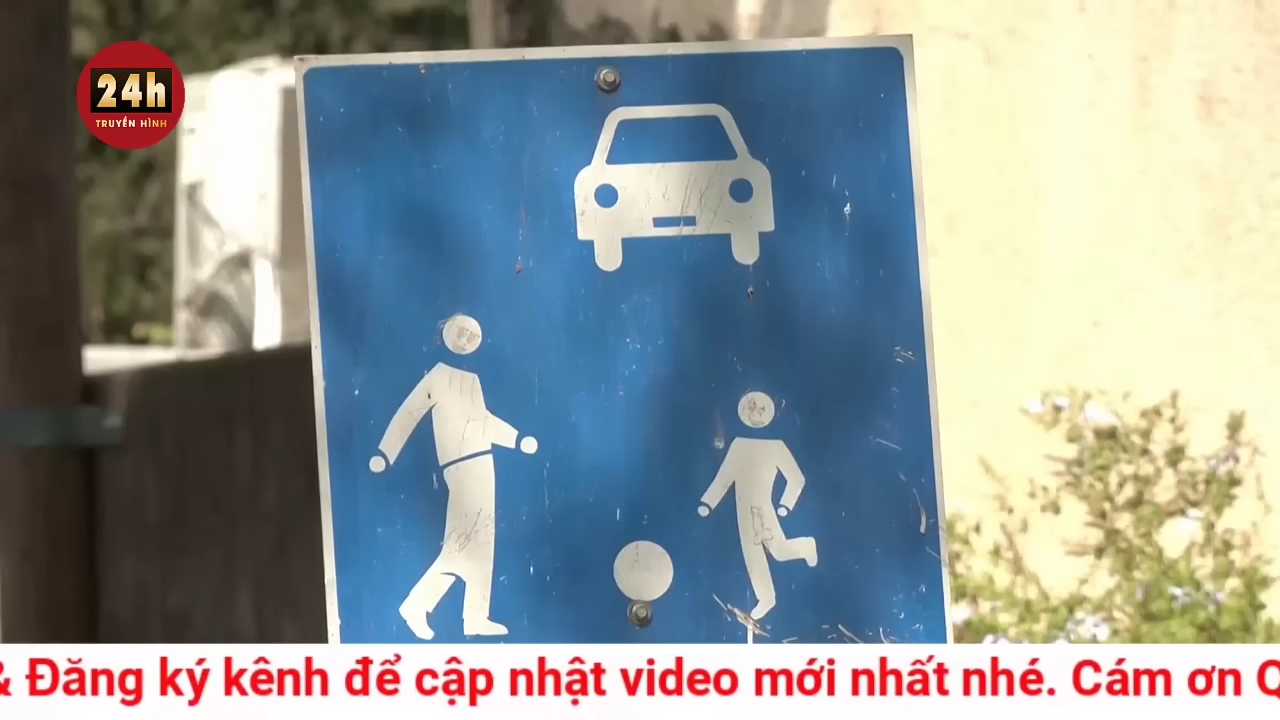 24h
TRUYỀN HÌNH
& Đăng ký kênh để cập nhật video mới nhất nhé. Cám ơn Q